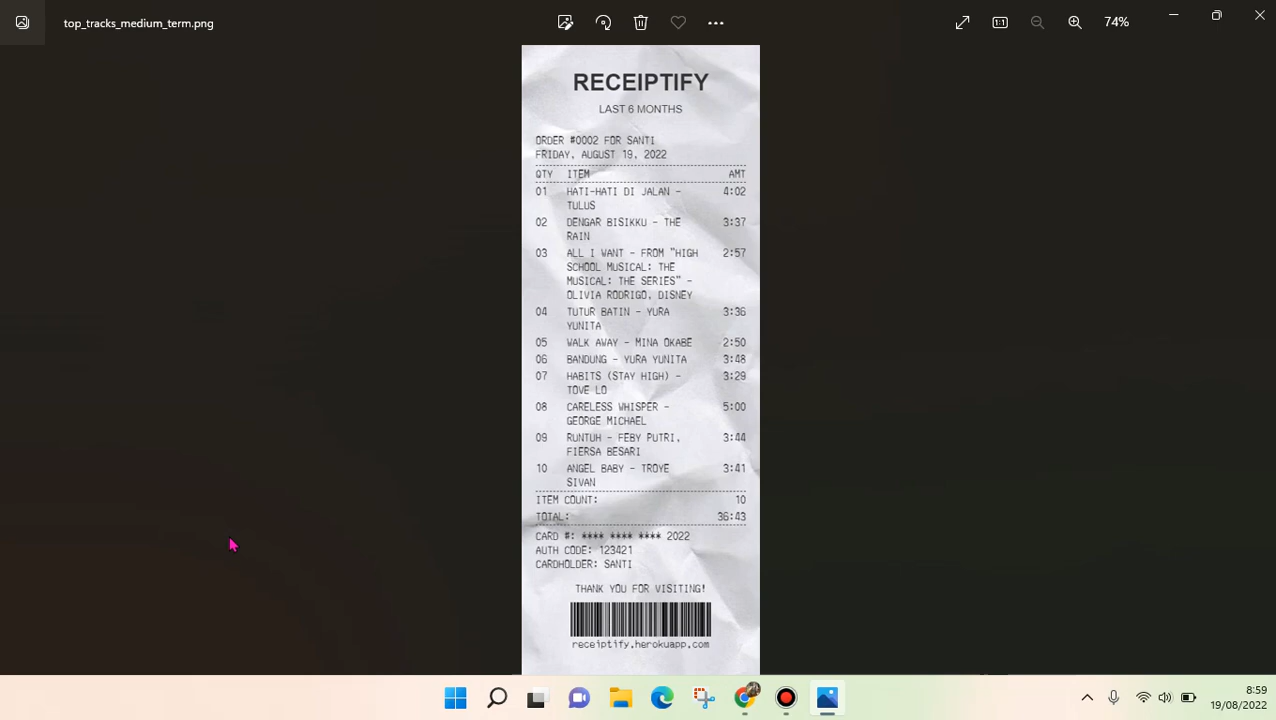 top_tracks_medium_term.png
74%
RECEIPTIFY
LAST 6 MONTHS
ORDER #0002 FOR SANTI
FRIDAY, AUGUST 19, 2022
QTY ITEM AMT
01 HATI-HATI DI JALAN - 4:02
TULUS
02 DENGAR BISIKKU - THE 3:37
RAIN
03 ALL I WANT - FROM "HIGH 2:57
SCHOOL MUSICAL: THE
MUSICAL: THE SERIES" -
OLIVIA RODRIGO, DISNEY
04 TUTUR BATIN - YURA 3:36
YUNITA
05 WALK AWAY - MINA OKABE 2:50
06 BANDUNG - YURA YUNITA 3:48
07 HABITS (STAY HIGH) - 3:29
TOVE LO
08 CARELESS WHISPER - 5:00
GEORGE MICHAEL
09 RUNTUH - FEBY PUTRI, 3:44
FIERSA BESARI
10 ANGEL BABY - TROYE 3:41
SIVAN
ITEM COUNT: 10
TOTAL: 36:43
CARD #: **** **** **** 2022
AUTH CODE: 123421
CARDHOLDER: SANTI
THANK YOU FOR VISITING!
receiptify.herokuapp.com
8:59
19/08/2022